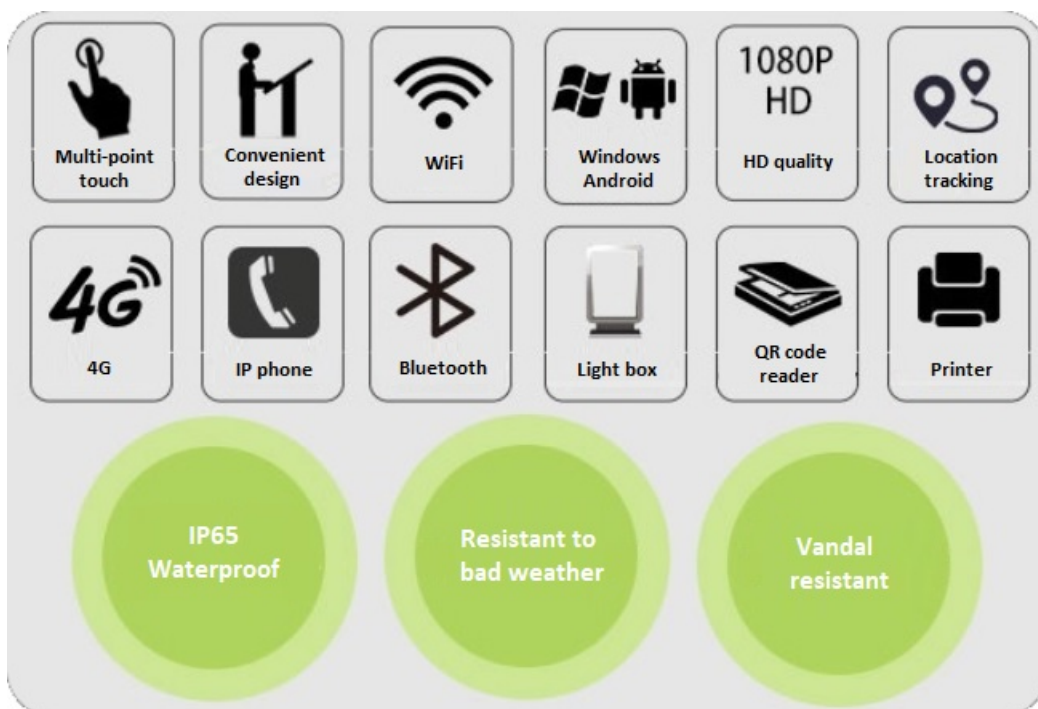 1080P
HD
Multi-point
touch
Convenient
design
WiFi
Windows
Android
HD quality
Location
tracking
4G
4G
IP phone
Bluetooth
Light box
QR code
reader
Printer
IP65
Waterproof
Resistant to
bad weather
Vandal
resistant